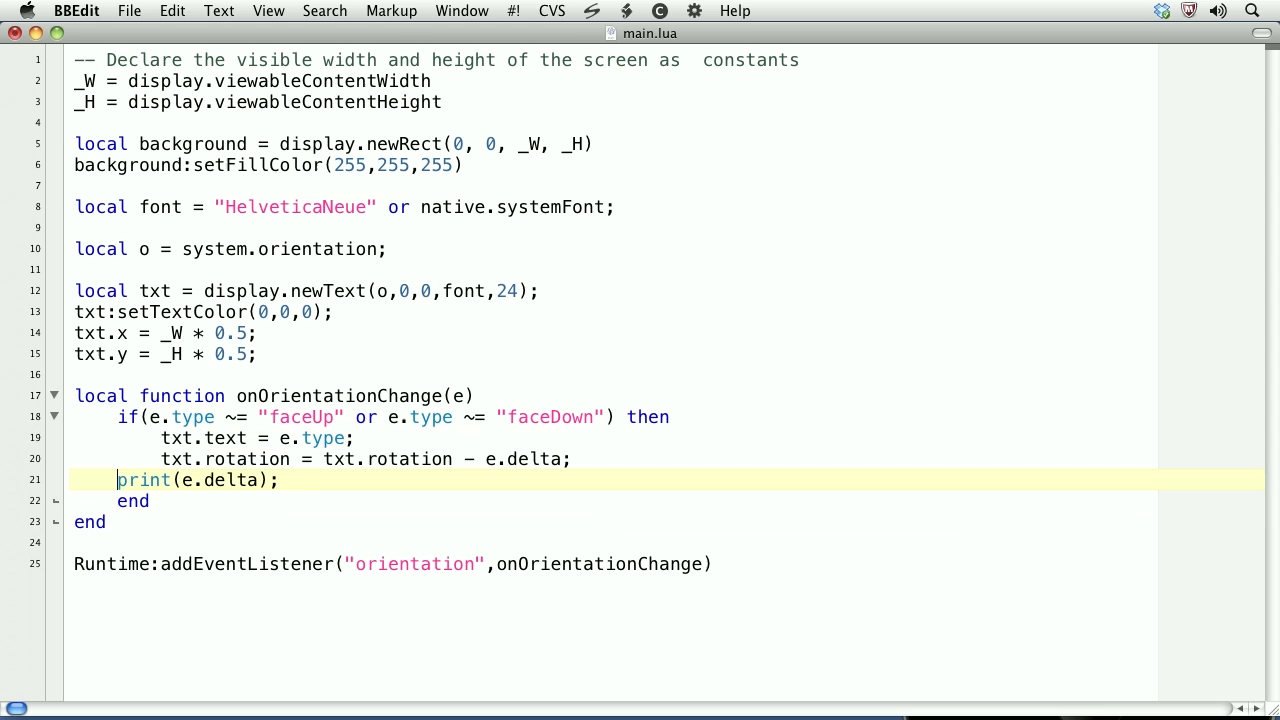 BBEdit File Edit Text View Search Markup Window #! CVS Help
main.lua
1 -- Declare the visible width and height of the screen as  constants
2 _W = display.viewableContentWidth
3 _H = display.viewableContentHeight
4
5 local background = display.newRect(0, 0, _W, _H)
6 background:setFillColor(255,255,255)
7
8 local font = "HelveticaNeue" or native.systemFont;
9
10 local o = system.orientation;
11
12 local txt = display.newText(o,0,0,font,24);
13 txt:setTextColor(0,0,0);
14 txt.x = _W * 0.5;
15 txt.y = _H * 0.5;
16
17 local function onOrientationChange(e)
18     if(e.type ~= "faceUp" or e.type ~= "faceDown") then
19         txt.text = e.type;
20         txt.rotation = txt.rotation - e.delta;
21     print(e.delta);
22     end
23 end
24
25 Runtime:addEventListener("orientation",onOrientationChange)